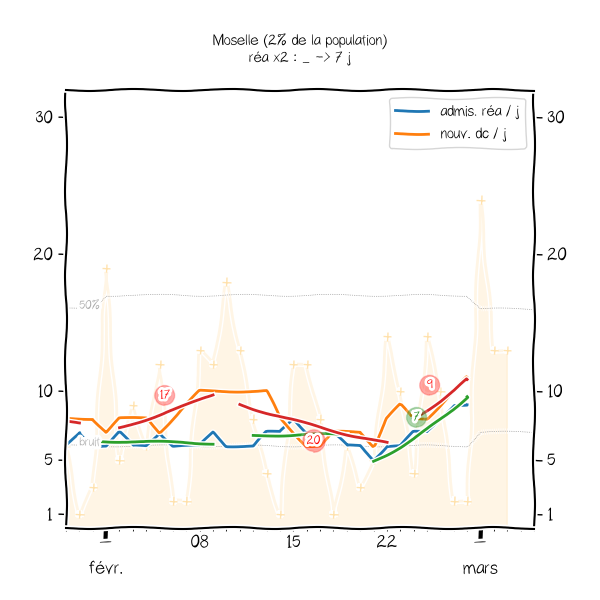 Moselle (2% de la population)
réa x2 : _ -> 7 j
admis. réa / j
nouv. dc / j
30
30
20
20
50%
17
9
10
10
7
20
bruit
5
5
1
1
08
15
22
févr.
mars